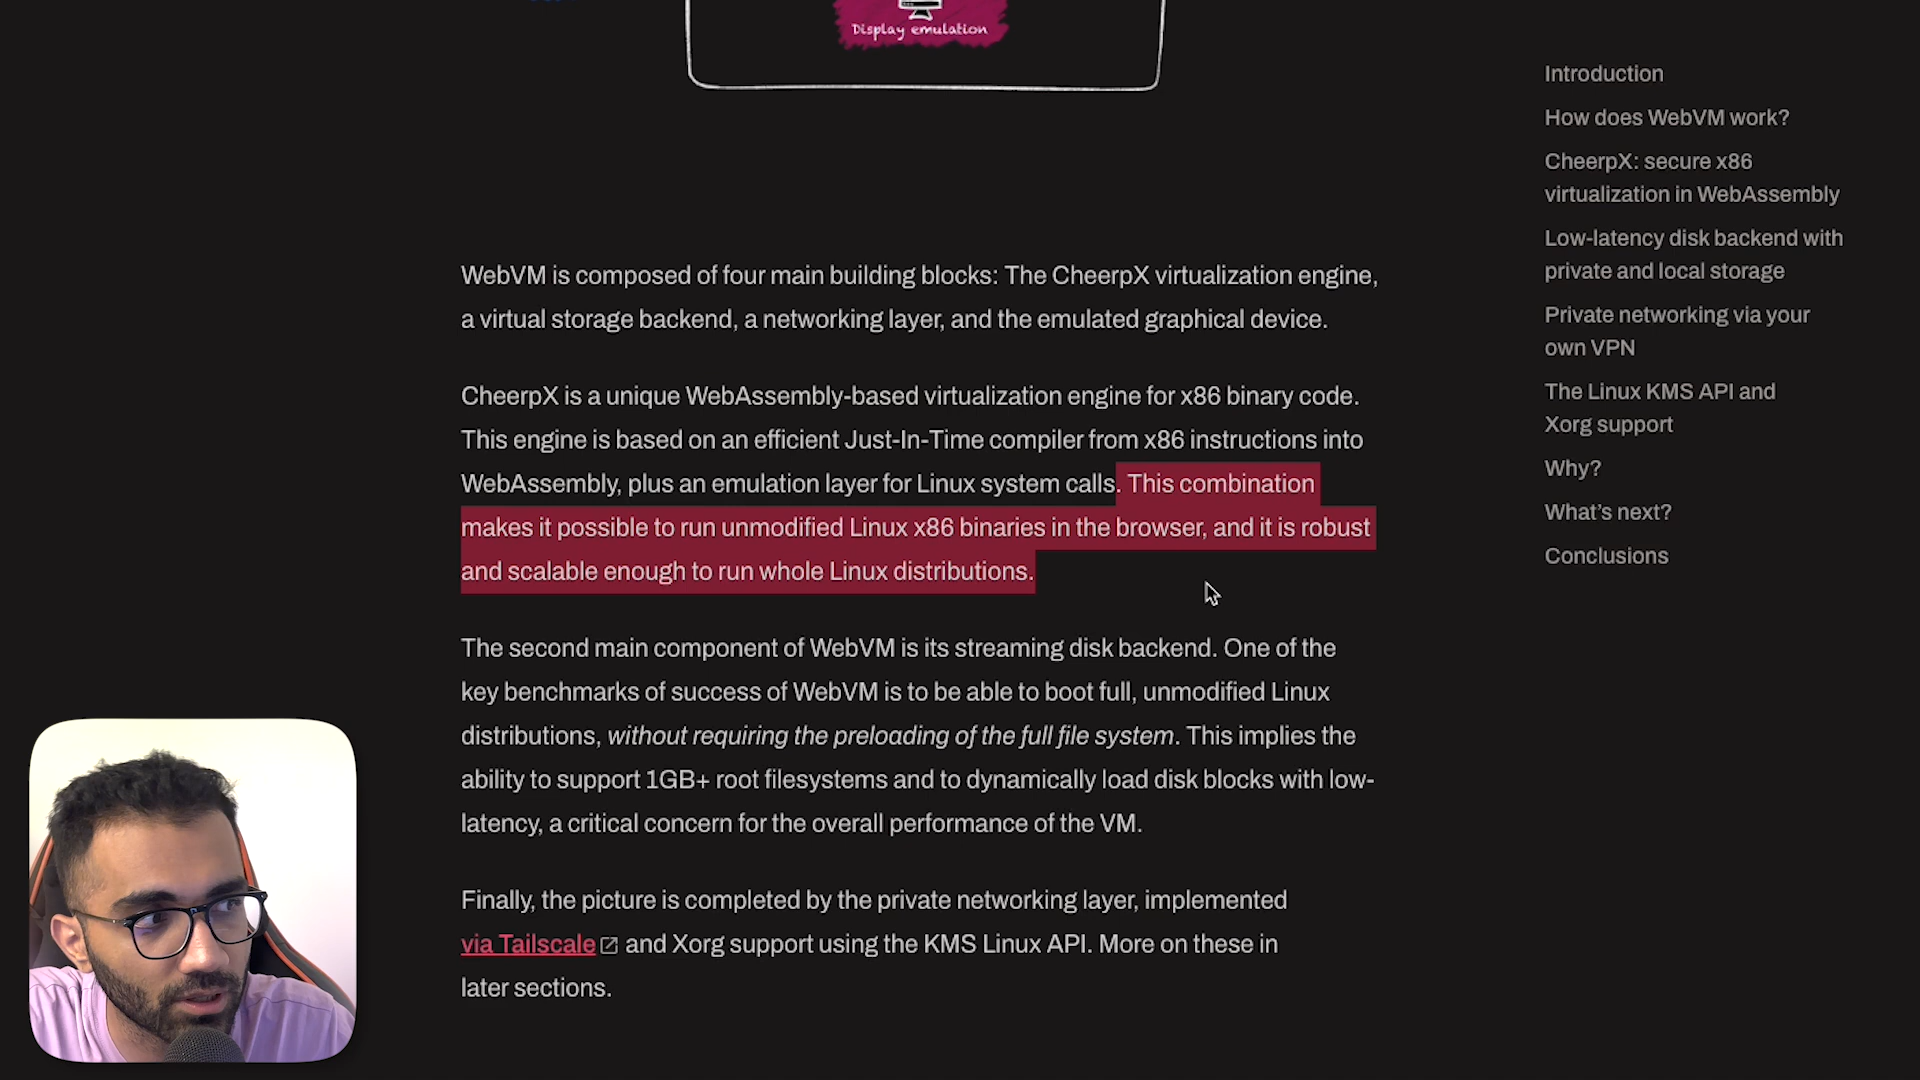 Display emulation
WebVM is composed of four main building blocks: The CheerpX virtualization engine,
a virtual storage backend, a networking layer, and the emulated graphical device.
CheerpX is a unique WebAssembly-based virtualization engine for x86 binary code.
This engine is based on an efficient Just-In-Time compiler from x86 instructions into
WebAssembly, plus an emulation layer for Linux system calls. This combination
makes it possible to run unmodified Linux x86 binaries in the browser, and it is robust
and scalable enough to run whole Linux distributions.
The second main component of WebVM is its streaming disk backend. One of the
key benchmarks of success of WebVM is to be able to boot full, unmodified Linux
distributions, without requiring the preloading of the full file system. This implies the
ability to support 1GB+ root filesystems and to dynamically load disk blocks with low-
latency, a critical concern for the overall performance of the VM.
Finally, the picture is completed by the private networking layer, implemented
via Tailscale and Xorg support using the KMS Linux API. More on these in
later sections.
Introduction
How does WebVM work?
CheerpX: secure x86
virtualization in WebAssembly
Low-latency disk backend with
private and local storage
Private networking via your
own VPN
The Linux KMS API and
Xorg support
Why?
What's next?
Conclusions